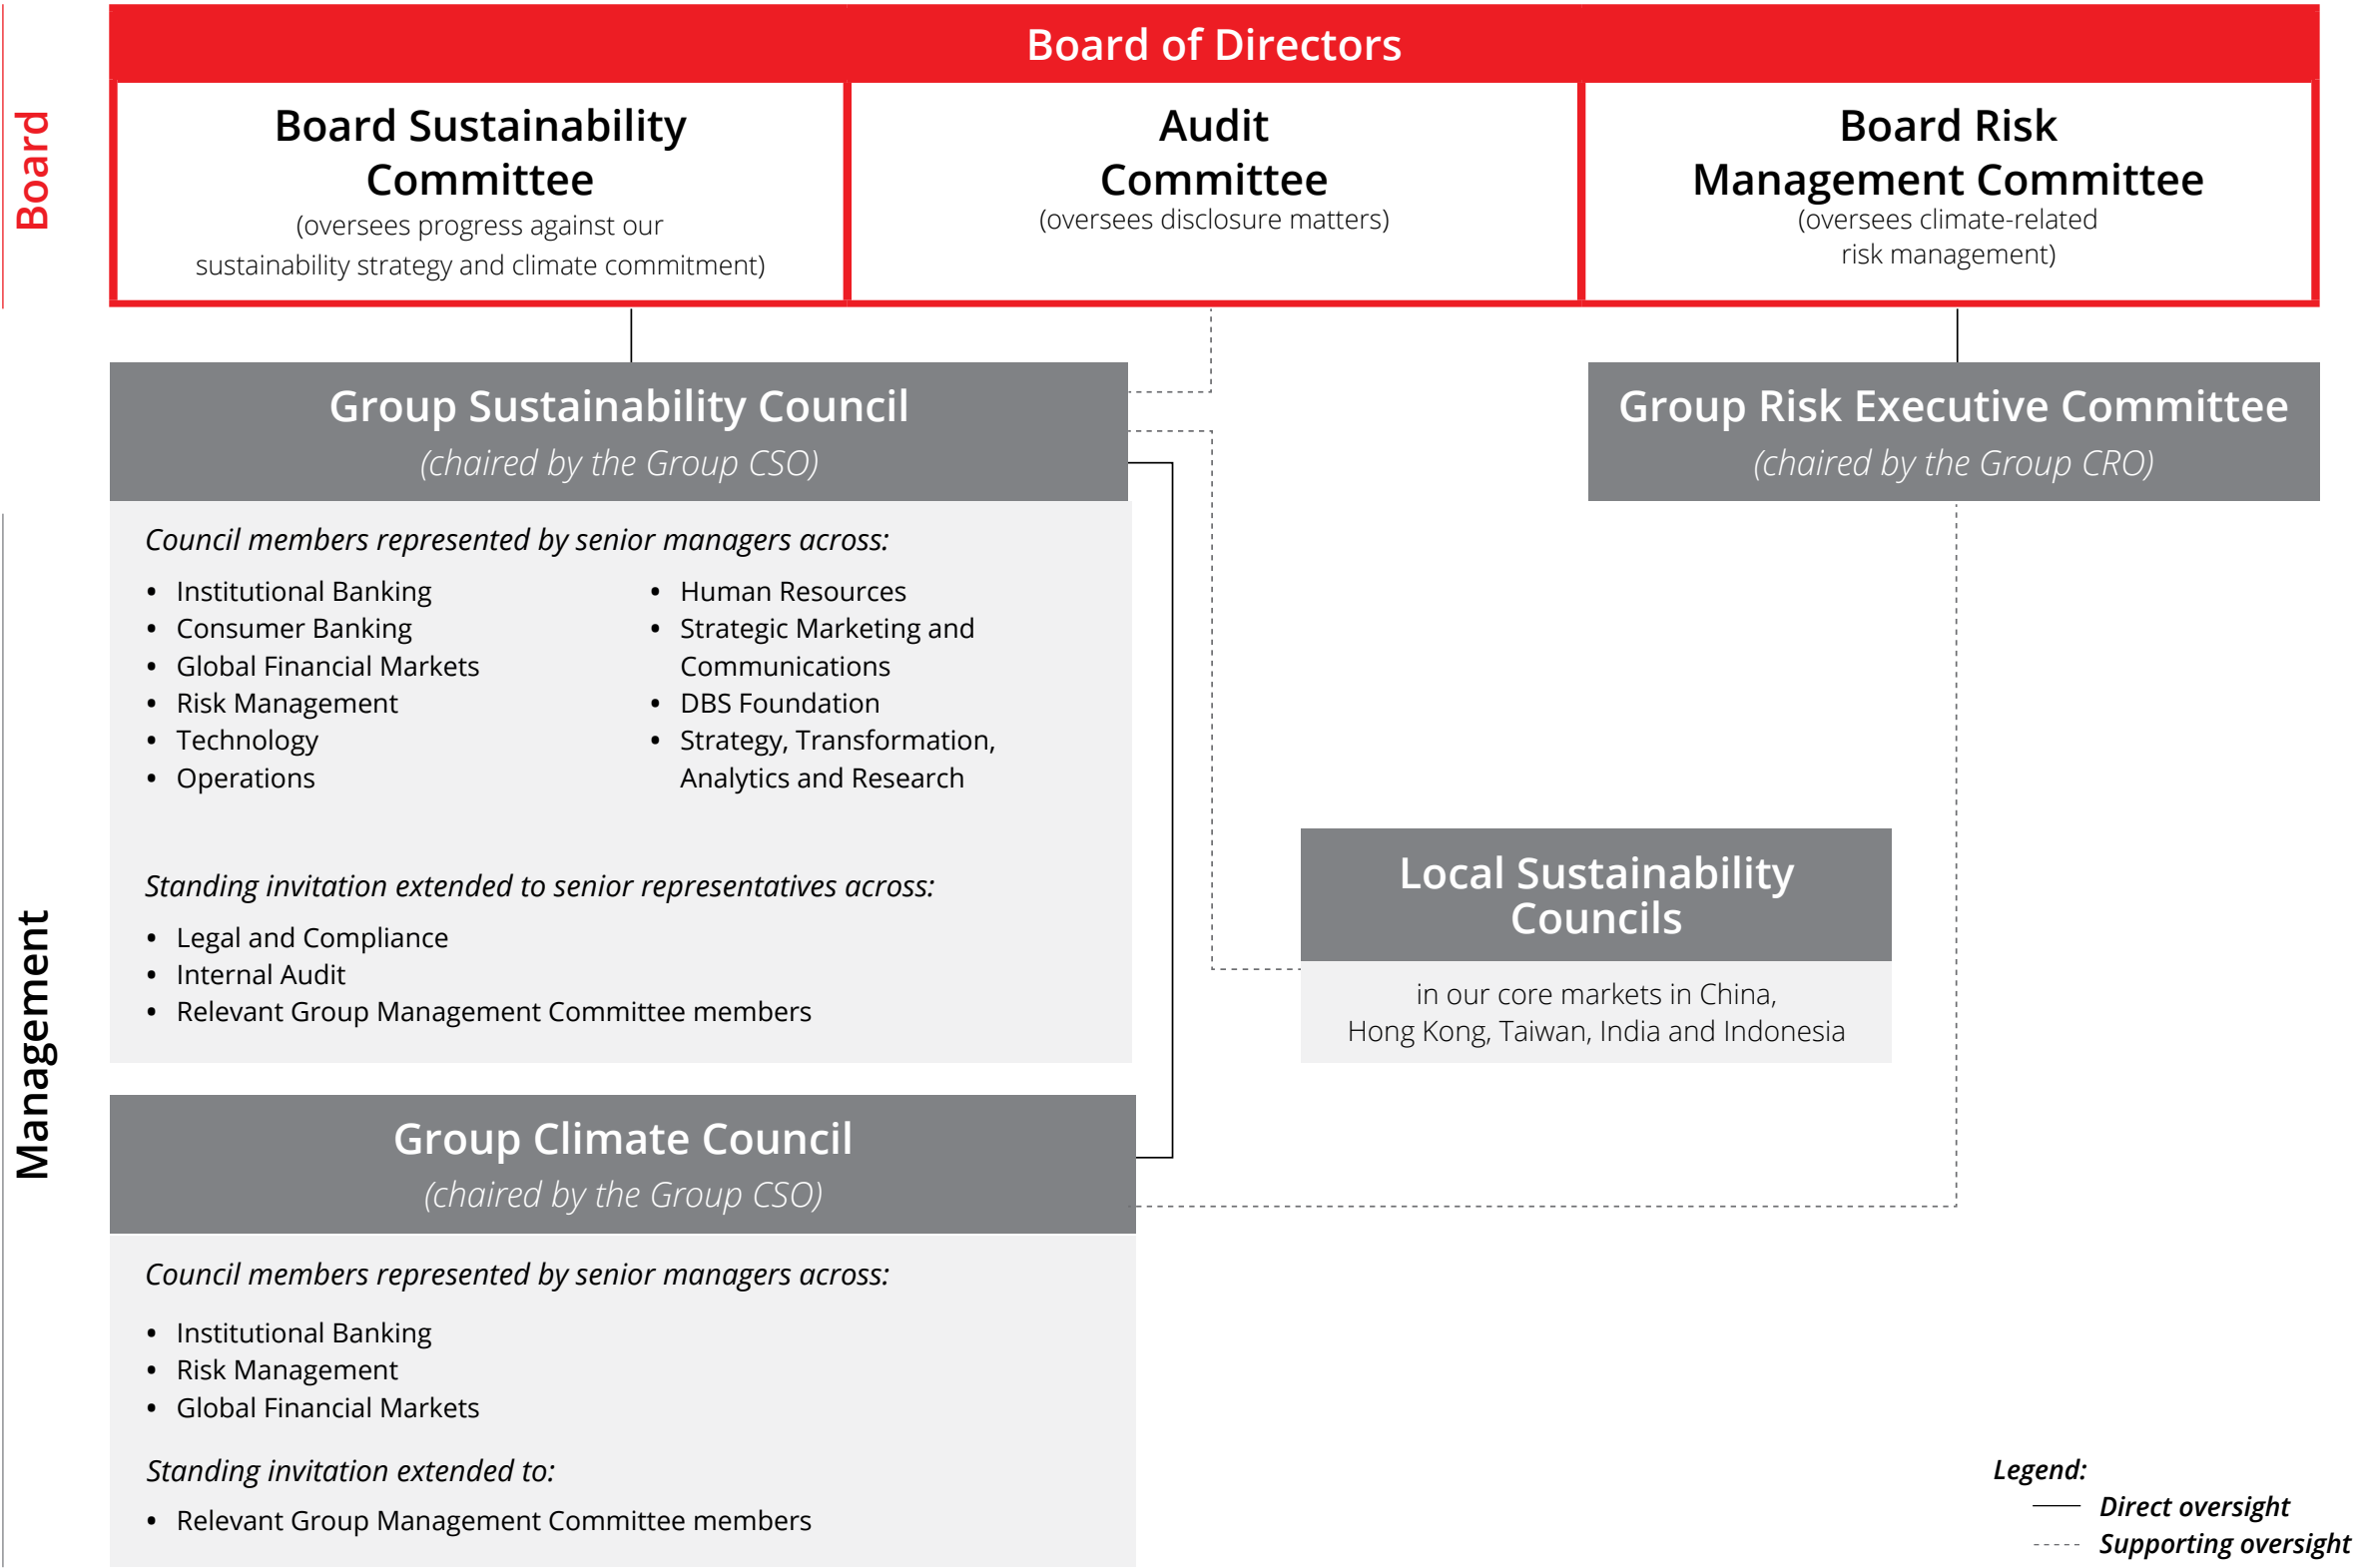 Board
Board of Directors
Board Sustainability
Committee
(oversees progress against our
sustainability strategy and climate commitment)
Audit
Committee
(oversees disclosure matters)
Board Risk
Management Committee
(oversees climate-related
risk management)
Management
Group Sustainability Council
(chaired by the Group CSO)
Council members represented by senior managers across:
• Institutional Banking
• Consumer Banking
• Global Financial Markets
• Risk Management
• Technology
• Operations
• Human Resources
• Strategic Marketing and
Communications
• DBS Foundation
• Strategy, Transformation,
Analytics and Research
Standing invitation extended to senior representatives across:
• Legal and Compliance
• Internal Audit
• Relevant Group Management Committee members
Group Risk Executive Committee
(chaired by the Group CRO)
Local Sustainability
Councils
in our core markets in China,
Hong Kong, Taiwan, India and Indonesia
Group Climate Council
(chaired by the Group CSO)
Council members represented by senior managers across:
• Institutional Banking
• Risk Management
• Global Financial Markets
Standing invitation extended to:
• Relevant Group Management Committee members
Legend:
Direct oversight
Supporting oversight